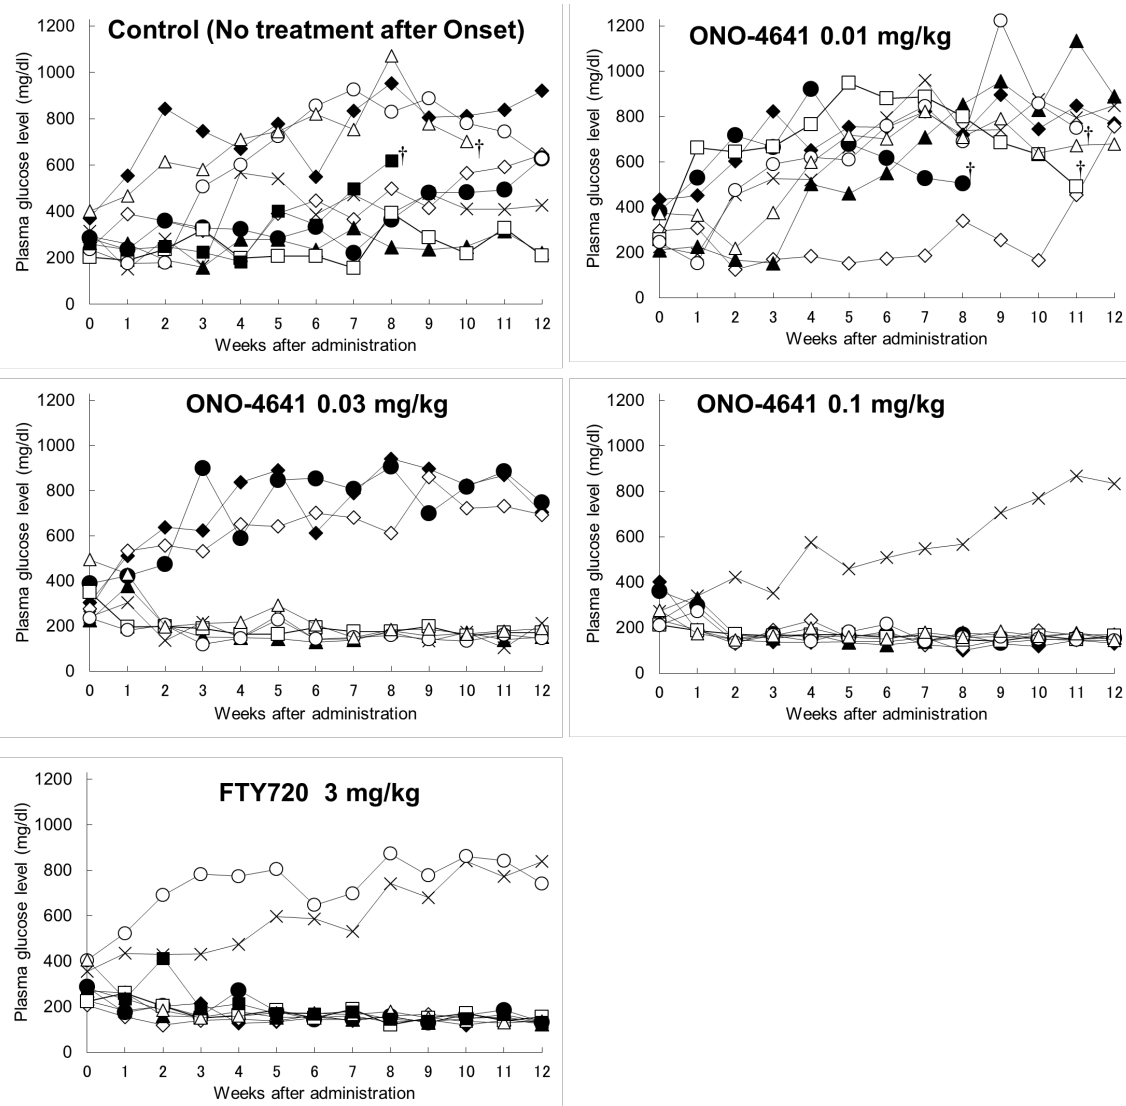 Control (No treatment after Onset)
Plasma glucose level (mg/dl)
1200
1000
800
600
400
200
0
†
†
0 1 2 3 4 5 6 7 8 9 10 11 12
Weeks after administration
ONO-4641 0.01 mg/kg
Plasma glucose level (mg/dl)
1200
1000
800
600
400
200
0
†
†
†
0 1 2 3 4 5 6 7 8 9 10 11 12
Weeks after administration
ONO-4641 0.03 mg/kg
Plasma glucose level (mg/dl)
1200
1000
800
600
400
200
0
0 1 2 3 4 5 6 7 8 9 10 11 12
Weeks after administration
ONO-4641 0.1 mg/kg
Plasma glucose level (mg/dl)
1200
1000
800
600
400
200
0
0 1 2 3 4 5 6 7 8 9 10 11 12
Weeks after administration
FTY720 3 mg/kg
Plasma glucose level (mg/dl)
1200
1000
800
600
400
200
0
0 1 2 3 4 5 6 7 8 9 10 11 12
Weeks after administration